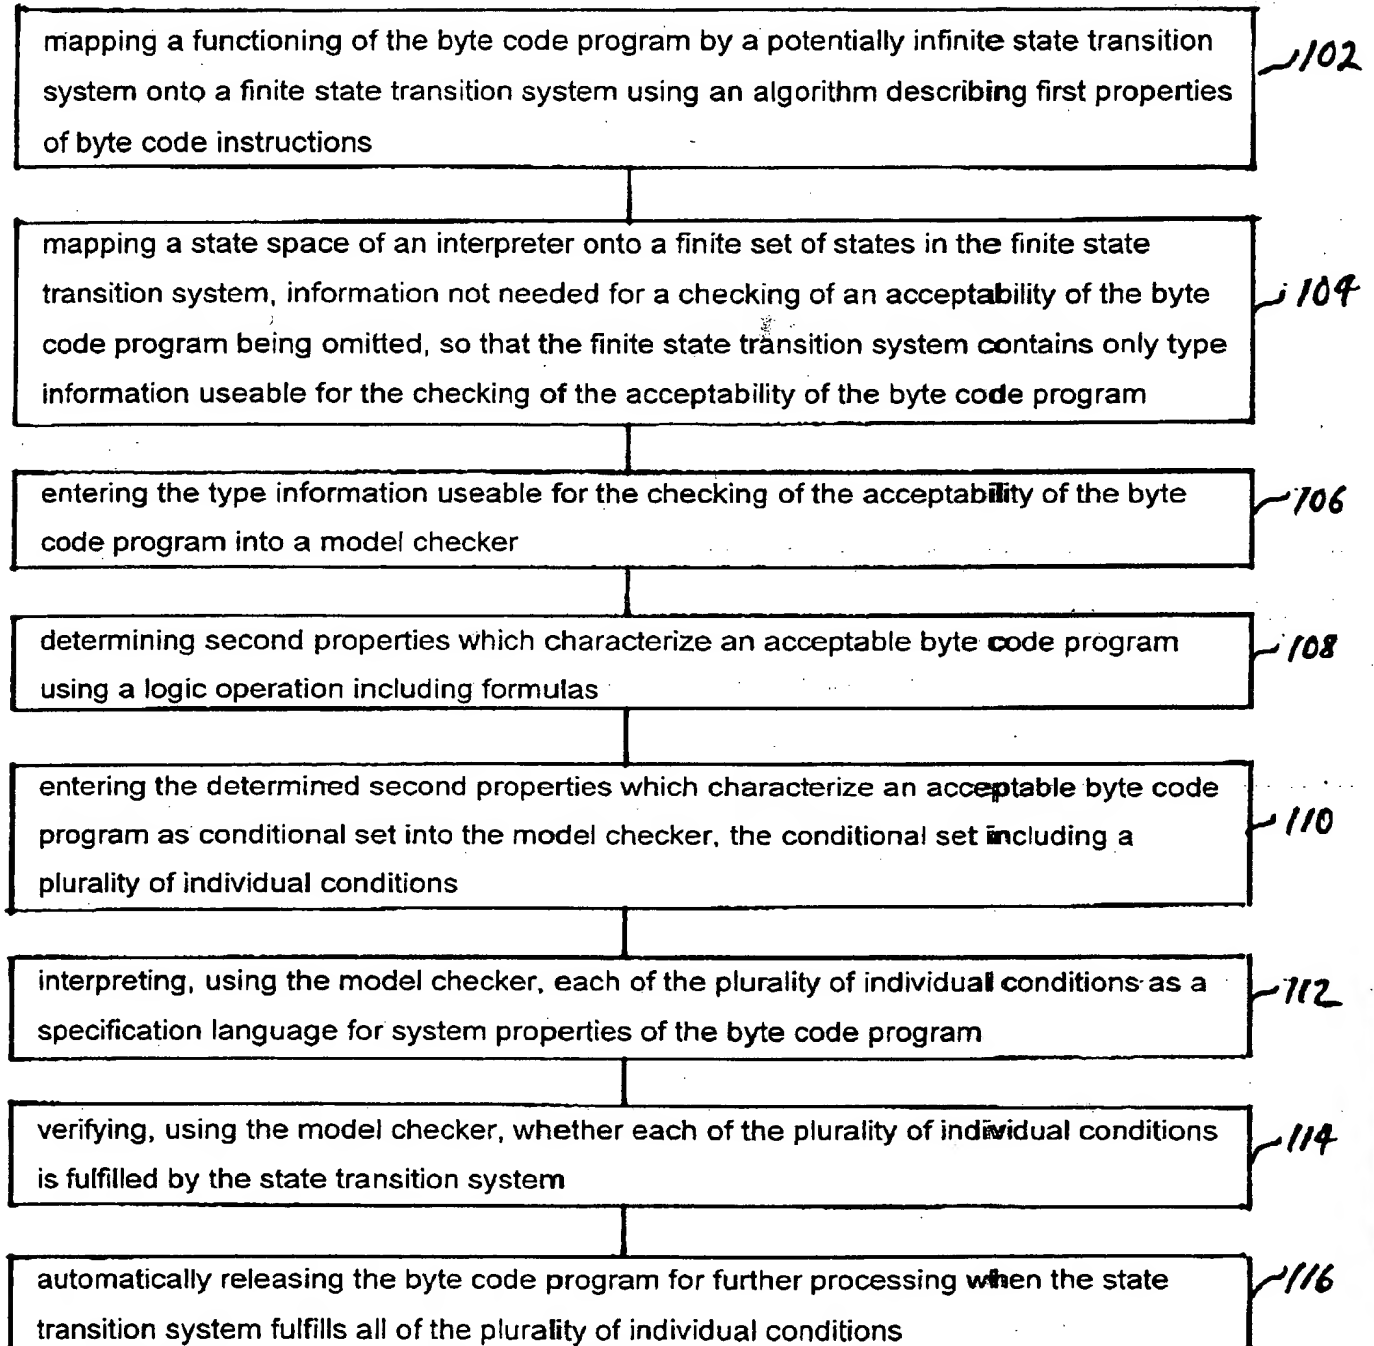 mapping a functioning of the byte code program by a potentially infinite state transition
system onto a finite state transition system using an algorithm describing first properties
of byte code instructions
102
mapping a state space of an interpreter onto a finite set of states in the finite state
transition system, information not needed for a checking of an acceptability of the byte
code program being omitted, so that the finite state transition system contains only type
information useable for the checking of the acceptability of the byte code program
104
entering the type information useable for the checking of the acceptability of the byte
code program into a model checker
106
determining second properties which characterize an acceptable byte code program
using a logic operation including formulas
108
entering the determined second properties which characterize an acceptable byte code
program as conditional set into the model checker, the conditional set including a
plurality of individual conditions
110
interpreting, using the model checker, each of the plurality of individual conditions as a
specification language for system properties of the byte code program
112
verifying, using the model checker, whether each of the plurality of individual conditions
is fulfilled by the state transition system
114
automatically releasing the byte code program for further processing when the state
transition system fulfills all of the plurality of individual conditions
116